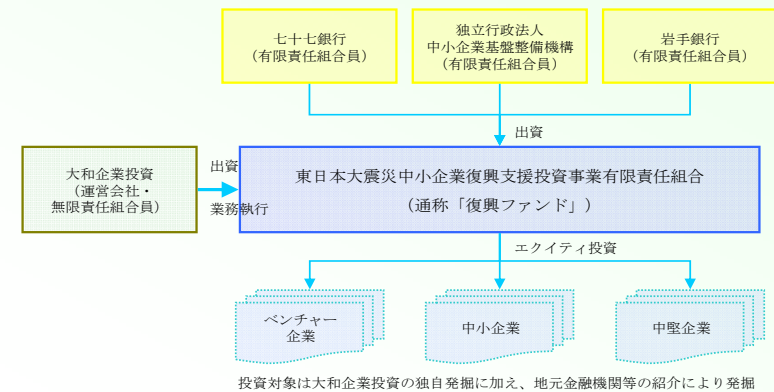 七十七銀行
（有限責任組合員）
独立行政法人
中小企業基盤整備機構
（有限責任組合員）
岩手銀行
（有限責任組合員）
出資
大和企業投資
（運営会社・
無限責任組合員）
出資
業務執行
東日本大震災中小企業復興支援投資事業有限責任組合
（通称「復興ファンド」）
エクイティ投資
ベンチャー
企業
中小企業
中堅企業
投資対象は大和企業投資の独自発掘に加え、地元金融機関等の紹介により発掘